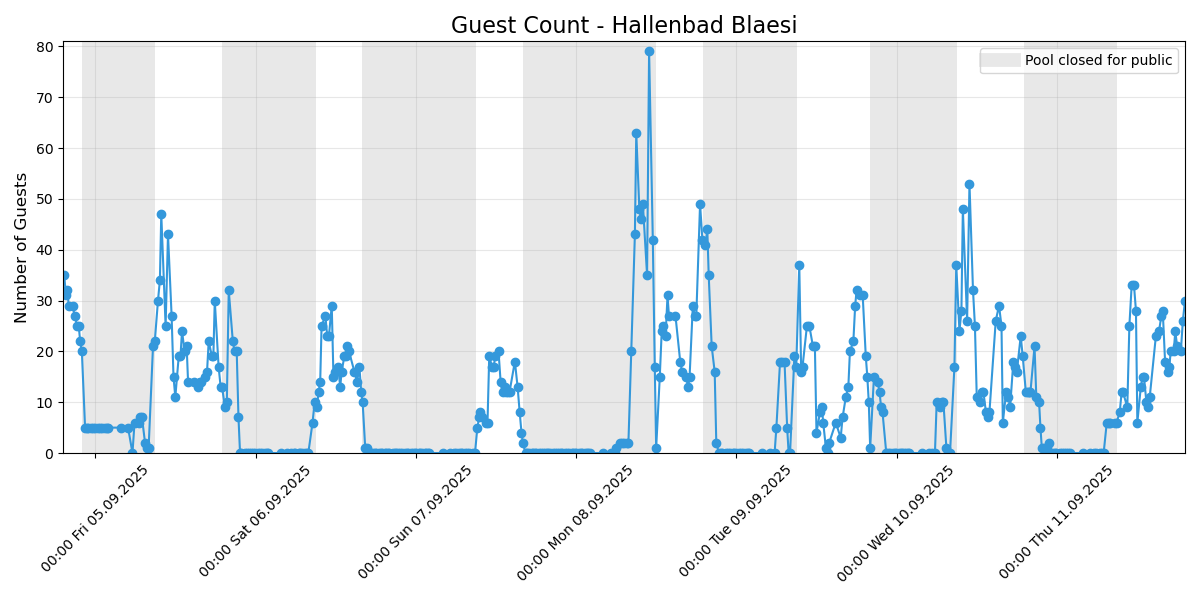 Guest Count - Hallenbad Blaesi
Pool closed for public
Number of Guests
80
70
60
50
40
30
20
10
0
00:00 Fri 05.09.2025
00:00 Sat 06.09.2025
00:00 Sun 07.09.2025
00:00 Mon 08.09.2025
00:00 Tue 09.09.2025
00:00 Wed 10.09.2025
00:00 Thu 11.09.2025